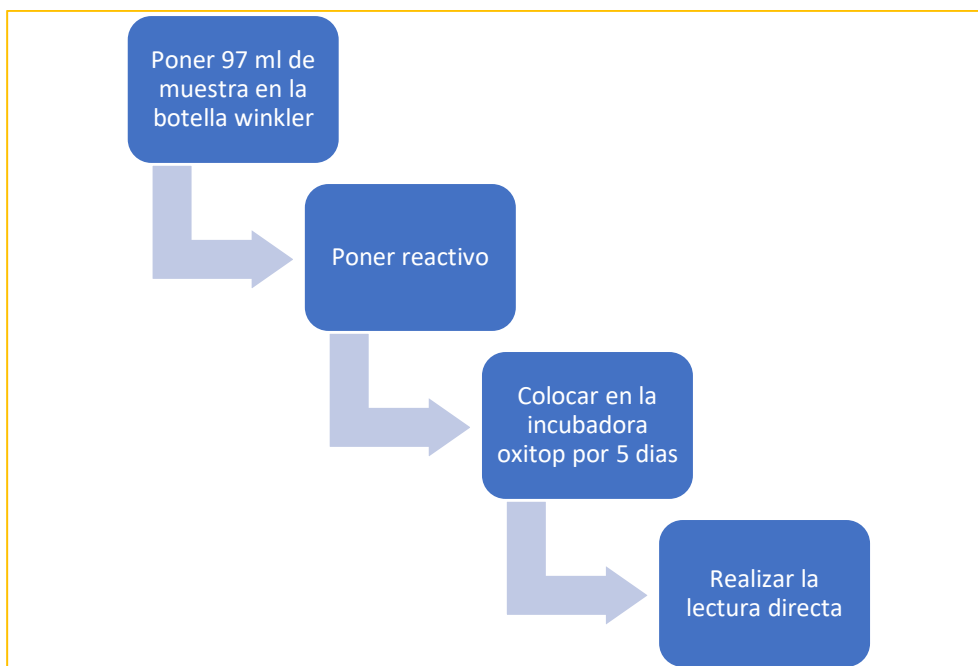 Poner 97 ml de
muestra en la
botella winkler
Poner reactivo
Colocar en la
incubadora
oxitop por 5 dias
Realizar la
lectura directa